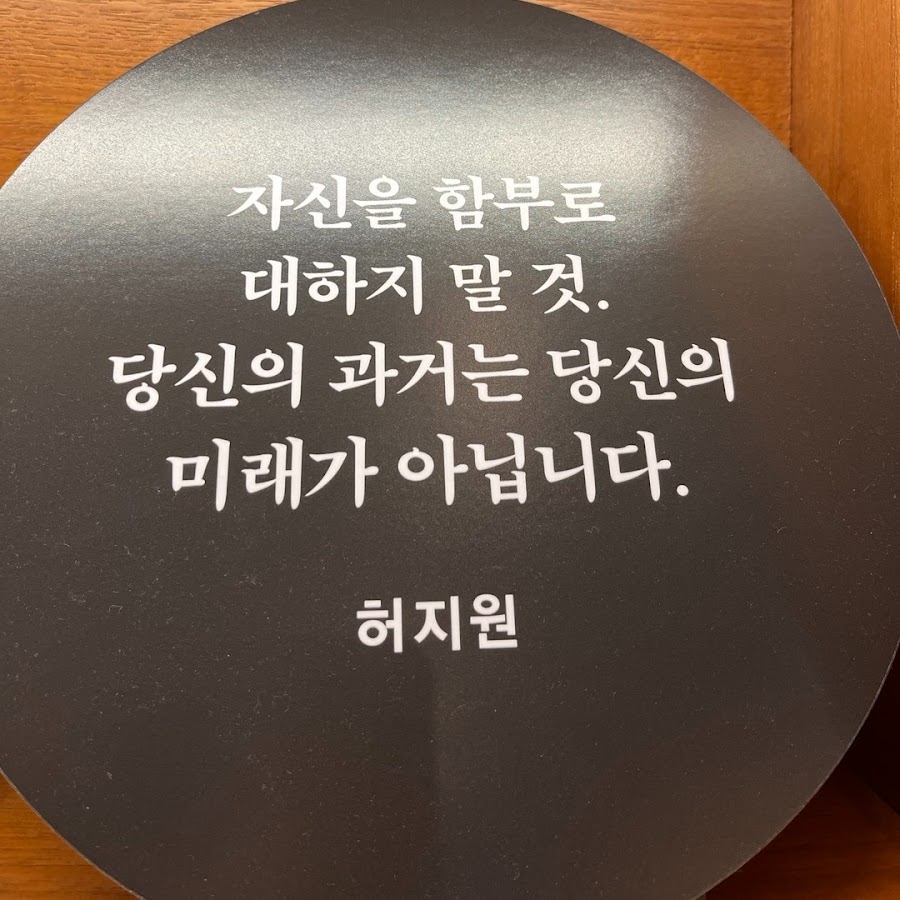 자신을 함부로
대하지 말 것.
당신의 과거는 당신의
미래가 아닙니다.
허지원